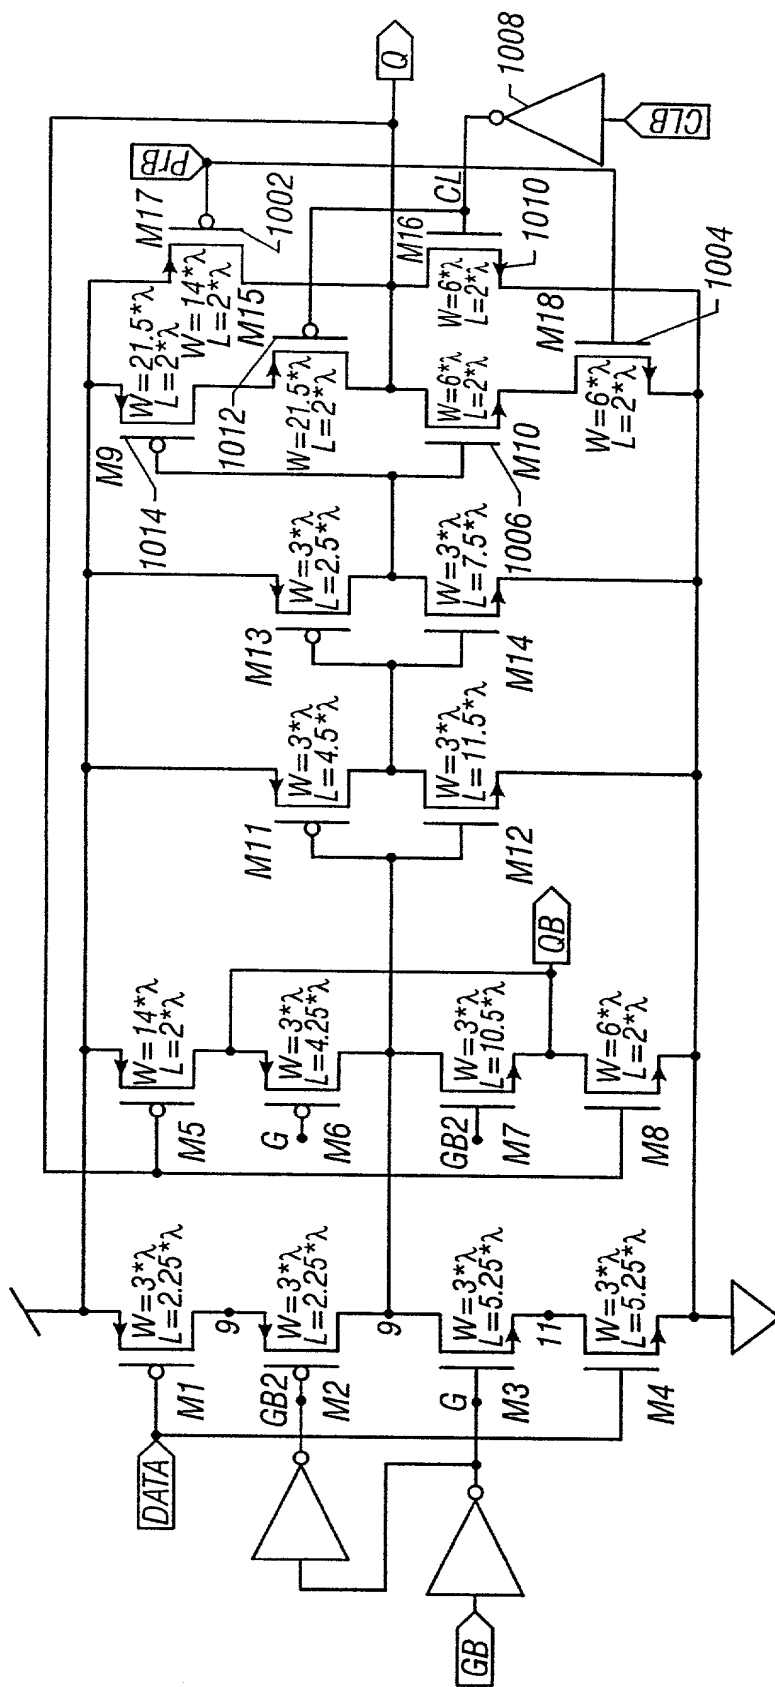 DATA
M1
W=3*λ
L=2.25*λ
9
GB2
M2
W=3*λ
L=2.25*λ
9
G
M3
W=3*λ
L=5.25*λ
11
M4
W=3*λ
L=5.25*λ
GB
M5
W=14*λ
L=2*λ
G
M6
W=3*λ
L=4.25*λ
GB2
M7
W=3*λ
L=10.5*λ
QB
M8
W=6*λ
L=2*λ
M11
W=3*λ
L=4.5*λ
M12
W=3*λ
L=11.5*λ
M13
W=3*λ
L=2.5*λ
M14
W=3*λ
L=7.5*λ
M9
1014
W=21.5*λ
L=2*λ
1012
M15
W=21.5*λ
L=2*λ
1006
M10
W=6*λ
L=2*λ
M17
1002
W=14*λ
L=2*λ
PrB
M16
W=6*λ
L=2*λ
1010
CL
M18
W=6*λ
L=2*λ
1004
Q
1008
CLB